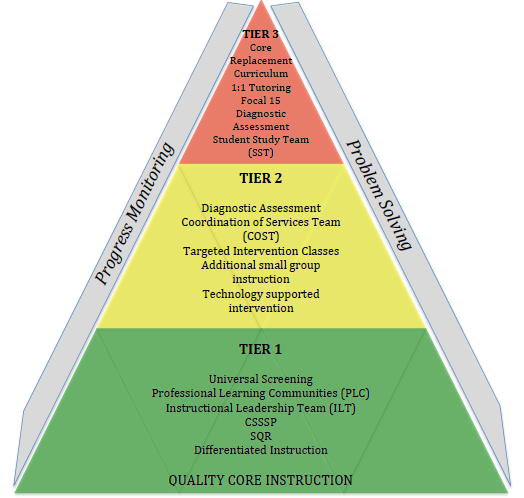 TIER 3
Core
Replacement
Curriculum
1:1 Tutoring
Focal 15
Diagnostic
Assessment
Student Study Team
(SST)
Progress Monitoring
Problem Solving
TIER 2
Diagnostic Assessment
Coordination of Services Team
(COST)
Targeted Intervention Classes
Additional small group
instruction
Technology supported
intervention
TIER 1
Universal Screening
Professional Learning Communities (PLC)
Instructional Leadership Team (ILT)
CSSSP
SQR
Differentiated Instruction
QUALITY CORE INSTRUCTION